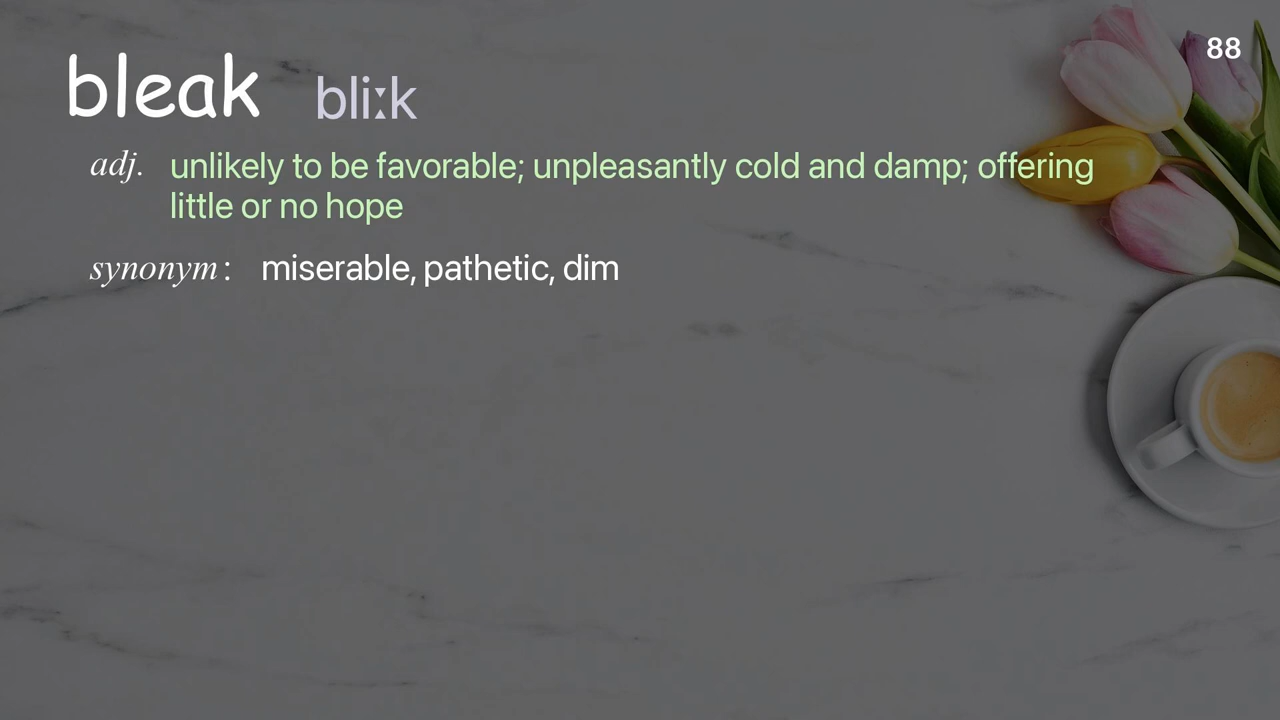 88
bleak bliːk
adj. unlikely to be favorable; unpleasantly cold and damp; offering
little or no hope
synonym : miserable, pathetic, dim